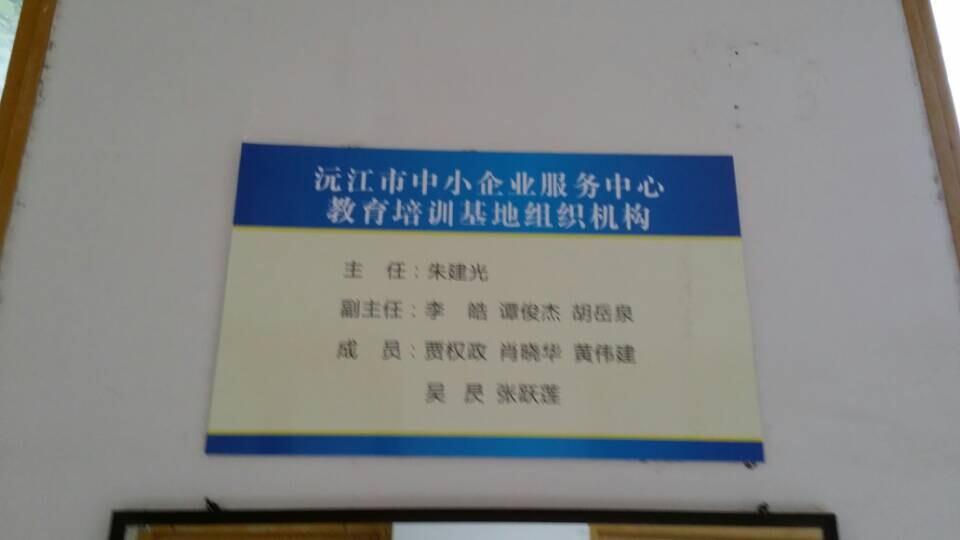 沅江市中小企业服务中心
教育培训基地组织机构
主 任：朱建光
副主任：李 皓 谭俊杰 胡岳泉
成 员：贾权政 肖晓华 黄伟建
吴 昃 张跃莲